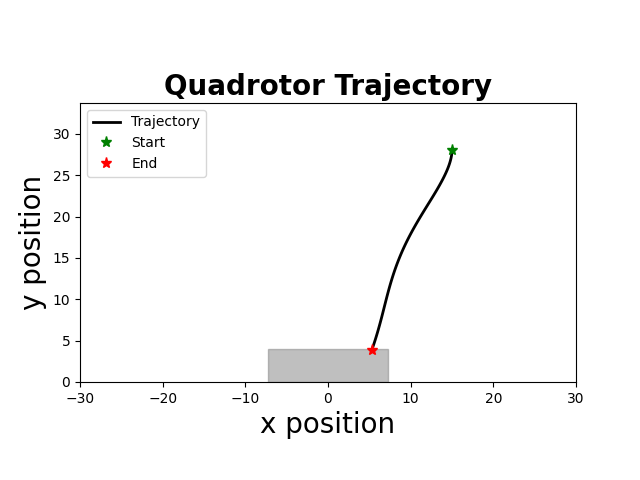 Quadrotor Trajectory
Trajectory
Start
End
y position
30
25
20
15
10
5
0
−30
−20
−10
0
10
20
30
x position